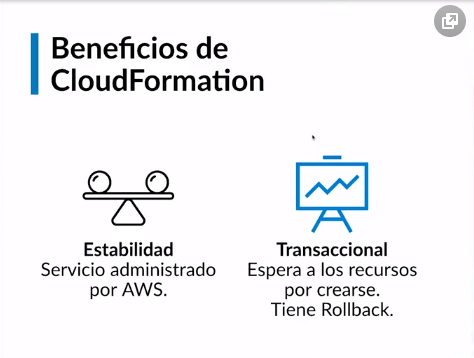 Beneficios de
CloudFormation
Estabilidad
Servicio administrado
por AWS.
Transaccional
Espera a los recursos
por crearse.
Tiene Rollback.